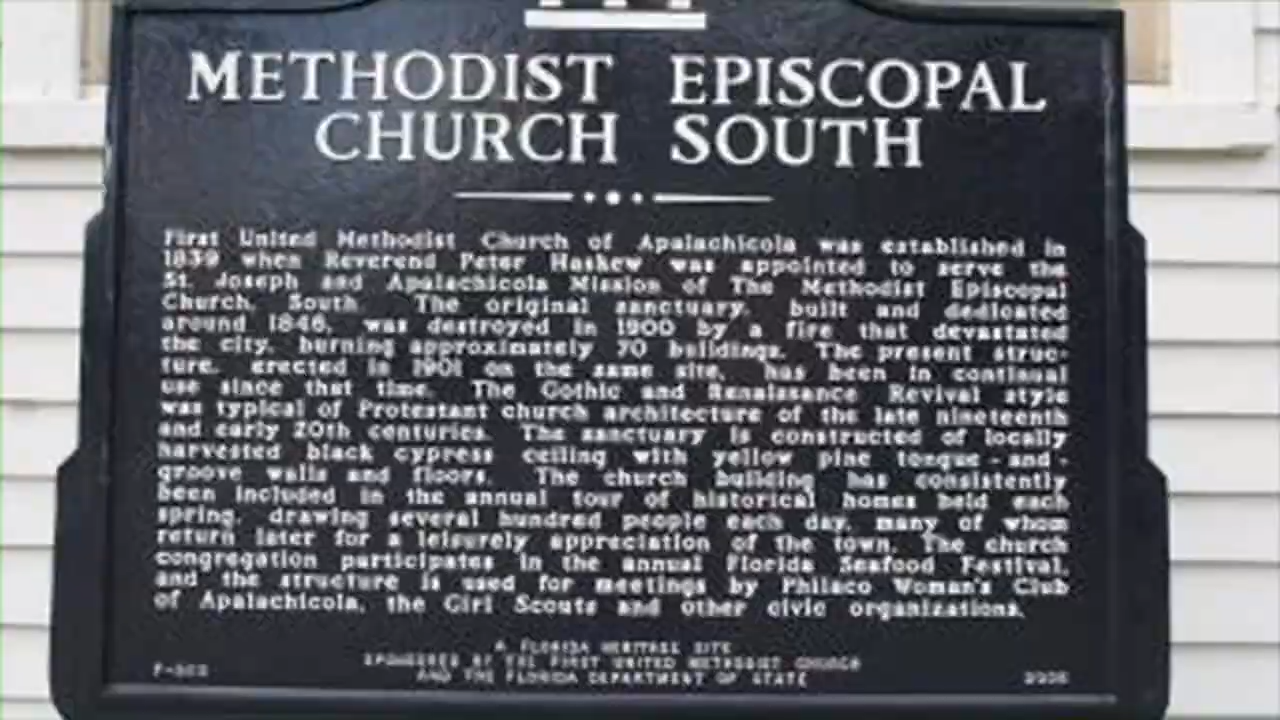 METHODIST EPISCOPAL
CHURCH SOUTH
First United Methodist Church of Apalachicola was established in
1839 when Reverend Peter Haskew was appointed to serve the
St. Joseph and Apalachicola Mission of The Methodist Episcopal
Church, South. The original sanctuary, built and dedicated
around 1846, was destroyed in 1900 by a fire that devastated
the city, burning approximately 70 buildings. The present struc-
ture, erected in 1901 on the same site, has been in continual
use since that time. The Gothic and Renaissance Revival style
was typical of Protestant church architecture of the late nineteenth
and early 20th centuries. The sanctuary is constructed of locally
harvested black cypress ceiling with yellow pine tongue-and-
groove walls and floors. The church building has consistently
been included in the annual tour of historical homes held each
spring, drawing several hundred people each day, many of whom
return later for a leisurely appreciation of the town. The church
congregation participates in the annual Florida Seafood Festival,
and the structure is used for meetings by Philaco Woman's Club
of Apalachicola, the Girl Scouts and other civic organizations.
A FLORIDA HERITAGE SITE
SPONSORED BY THE FIRST UNITED METHODIST CHURCH
AND THE FLORIDA DEPARTMENT OF STATE